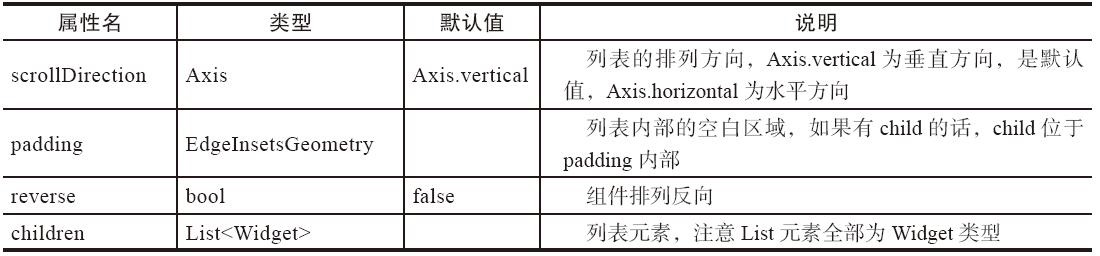 属性名 类型 默认值 说明
scrollDirection Axis Axis.vertical 列表的排列方向，Axis.vertical 为垂直方向，是默认
值，Axis.horizontal 为水平方向
padding EdgeInsetsGeometry 列表内部的空白区域，如果有 child 的话，child 位于
padding 内部
reverse bool false 组件排列反向
children List<Widget> 列表元素，注意 List 元素全部为 Widget 类型